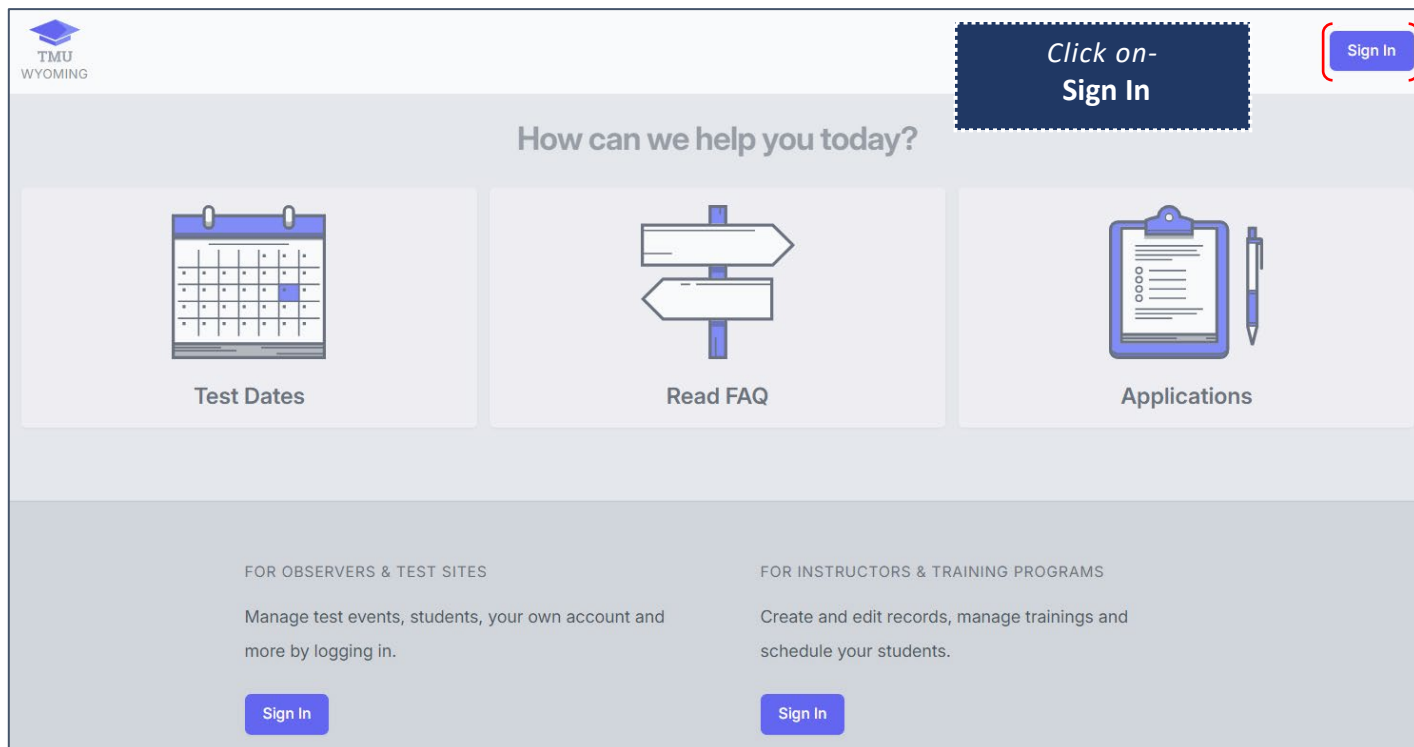 TMU
WYOMING
Click on-
Sign In
Sign In
How can we help you today?
Test Dates
Read FAQ
Applications
FOR OBSERVERS & TEST SITES
Manage test events, students, your own account and
more by logging in.
Sign In
FOR INSTRUCTORS & TRAINING PROGRAMS
Create and edit records, manage trainings and
schedule your students.
Sign In